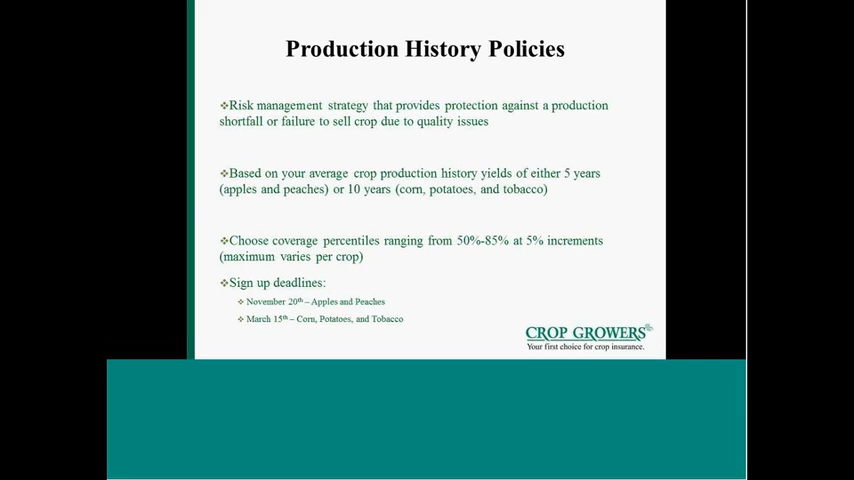 Production History Policies
❖Risk management strategy that provides protection against a production
shortfall or failure to sell crop due to quality issues
❖Based on your average crop production history yields of either 5 years
(apples and peaches) or 10 years (corn, potatoes, and tobacco)
❖Choose coverage percentiles ranging from 50%-85% at 5% increments
(maximum varies per crop)
❖Sign up deadlines:
❖ November 20th – Apples and Peaches
❖ March 15th – Corn, Potatoes, and Tobacco
CROP GROWERS
Your first choice for crop insurance.